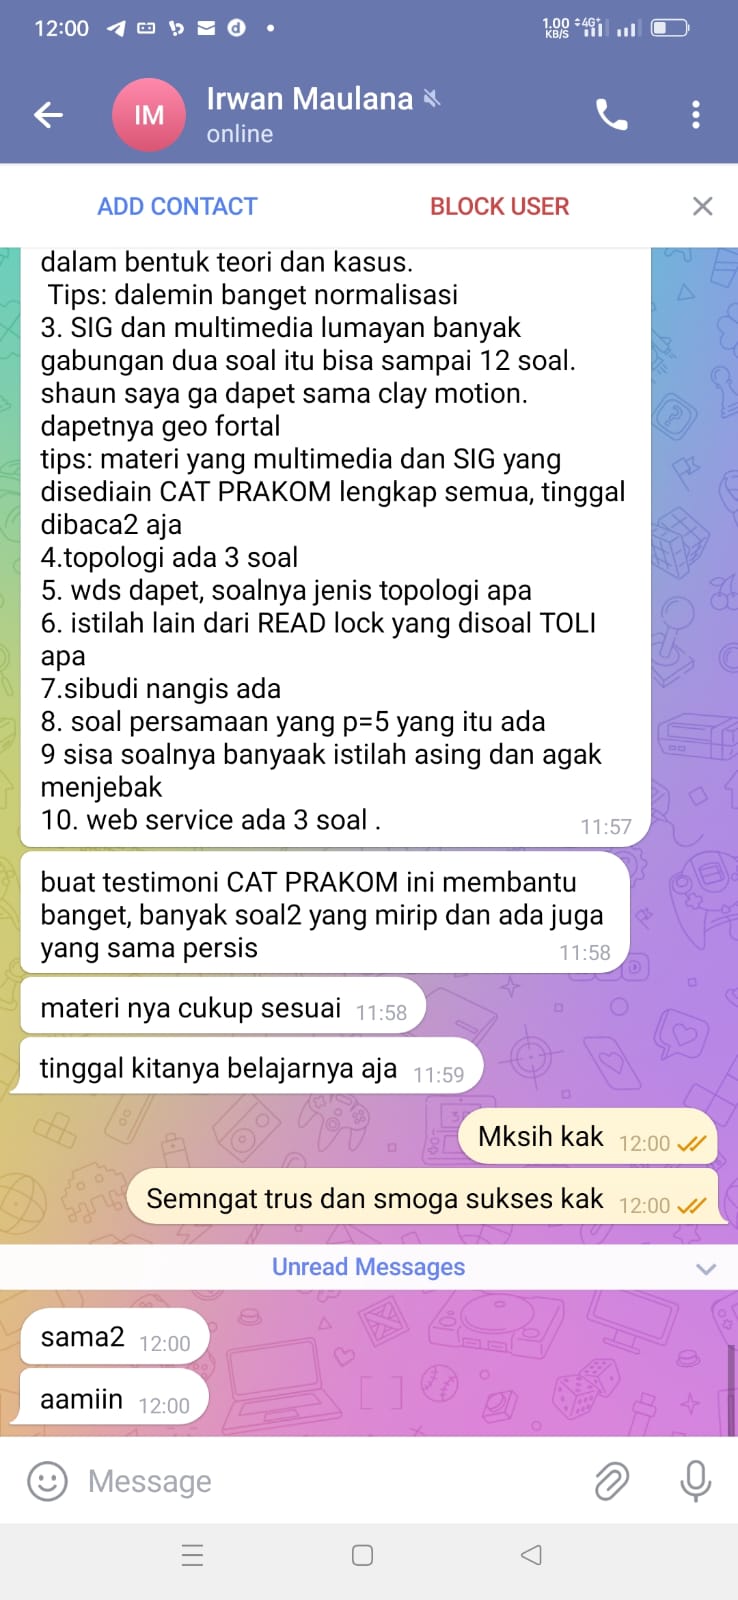 12:00
1.00
KB/S
4G+
IM
Irwan Maulana
online
ADD CONTACT
BLOCK USER
dalam bentuk teori dan kasus.
Tips: dalemin banget normalisasi
3. SIG dan multimedia lumayan banyak
gabungan dua soal itu bisa sampai 12 soal.
shaun saya ga dapet sama clay motion.
dapetnya geo fortal
tips: materi yang multimedia dan SIG yang
disediain CAT PRAKOM lengkap semua, tinggal
dibaca2 aja
4.topologi ada 3 soal
5. wds dapet, soalnya jenis topologi apa
6. istilah lain dari READ lock yang disoal TOLI
apa
7.sibudi nangis ada
8. soal persamaan yang p=5 yang itu ada
9 sisa soalnya banyaak istilah asing dan agak
menjebak
10. web service ada 3 soal .
11:57
buat testimoni CAT PRAKOM ini membantu
banget, banyak soal2 yang mirip dan ada juga
yang sama persis
11:58
materi nya cukup sesuai 11:58
tinggal kitanya belajarnya aja 11:59
Mksih kak 12:00
Semngat trus dan smoga sukses kak 12:00
Unread Messages
sama2 12:00
aamiin 12:00
Message